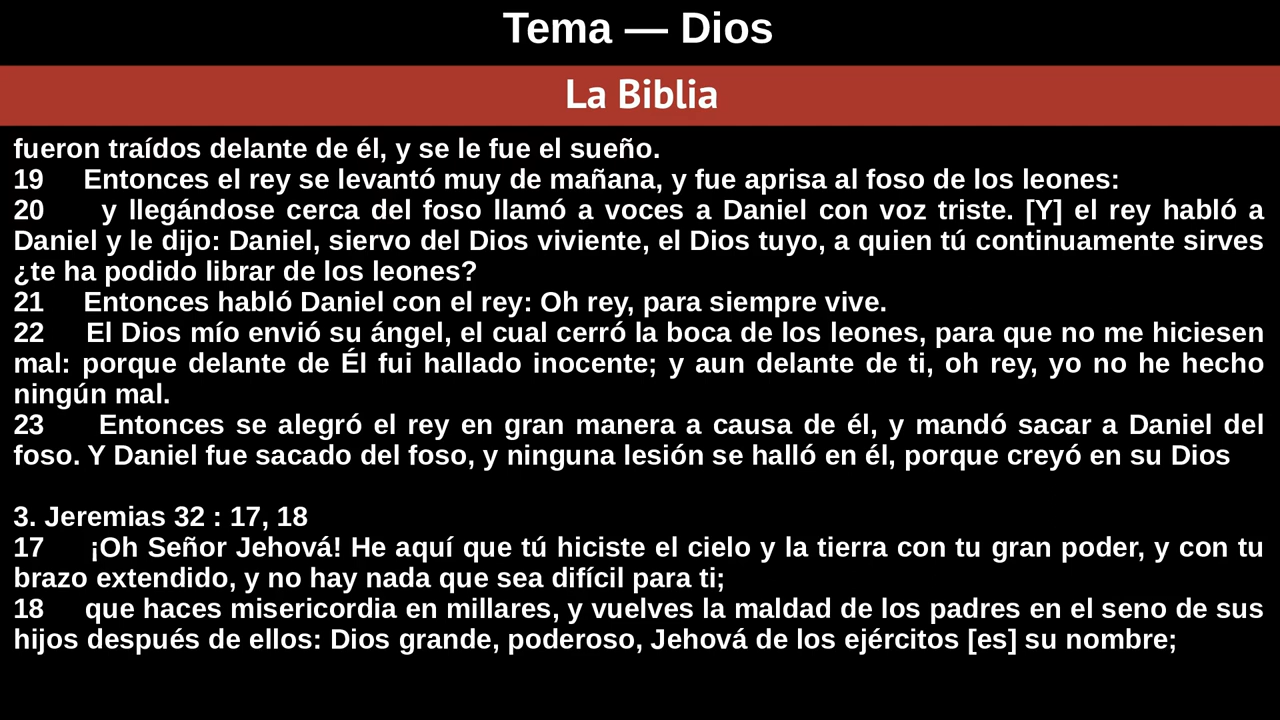 Tema — Dios
La Biblia
fueron traídos delante de él, y se le fue el sueño.
19 Entonces el rey se levantó muy de mañana, y fue aprisa al foso de los leones:
20 y llegándose cerca del foso llamó a voces a Daniel con voz triste. [Y] el rey habló a
Daniel y le dijo: Daniel, siervo del Dios viviente, el Dios tuyo, a quien tú continuamente sirves
¿te ha podido librar de los leones?
21 Entonces habló Daniel con el rey: Oh rey, para siempre vive.
22 El Dios mío envió su ángel, el cual cerró la boca de los leones, para que no me hiciesen
mal: porque delante de Él fui hallado inocente; y aun delante de ti, oh rey, yo no he hecho
ningún mal.
23 Entonces se alegró el rey en gran manera a causa de él, y mandó sacar a Daniel del
foso. Y Daniel fue sacado del foso, y ninguna lesión se halló en él, porque creyó en su Dios
3. Jeremias 32 : 17, 18
17 ¡Oh Señor Jehová! He aquí que tú hiciste el cielo y la tierra con tu gran poder, y con tu
brazo extendido, y no hay nada que sea difícil para ti;
18 que haces misericordia en millares, y vuelves la maldad de los padres en el seno de sus
hijos después de ellos: Dios grande, poderoso, Jehová de los ejércitos [es] su nombre;